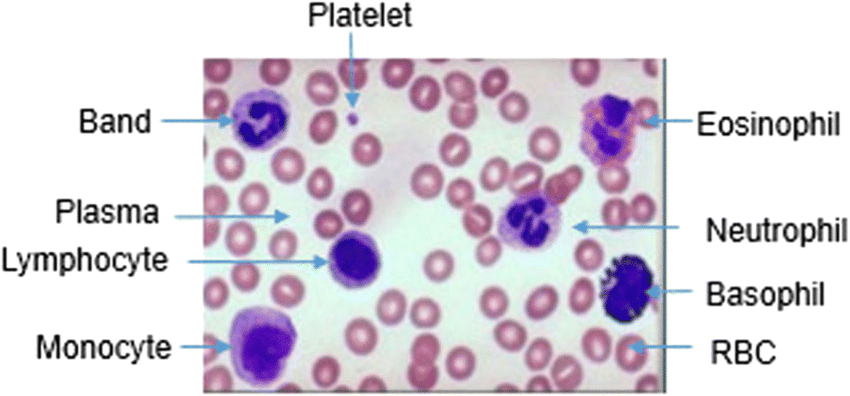 Platelet
Band
Eosinophil
Plasma
Neutrophil
Lymphocyte
Basophil
Monocyte
RBC